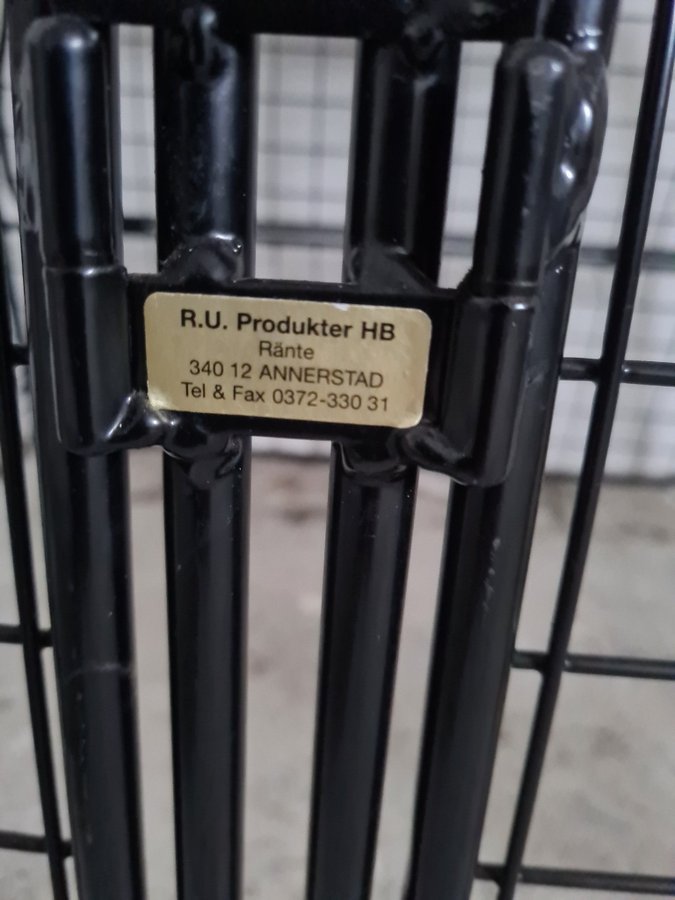 R.U. Produkter HB
Ränte
340 12 ANNERSTAD
Tel & Fax 0372-330 31